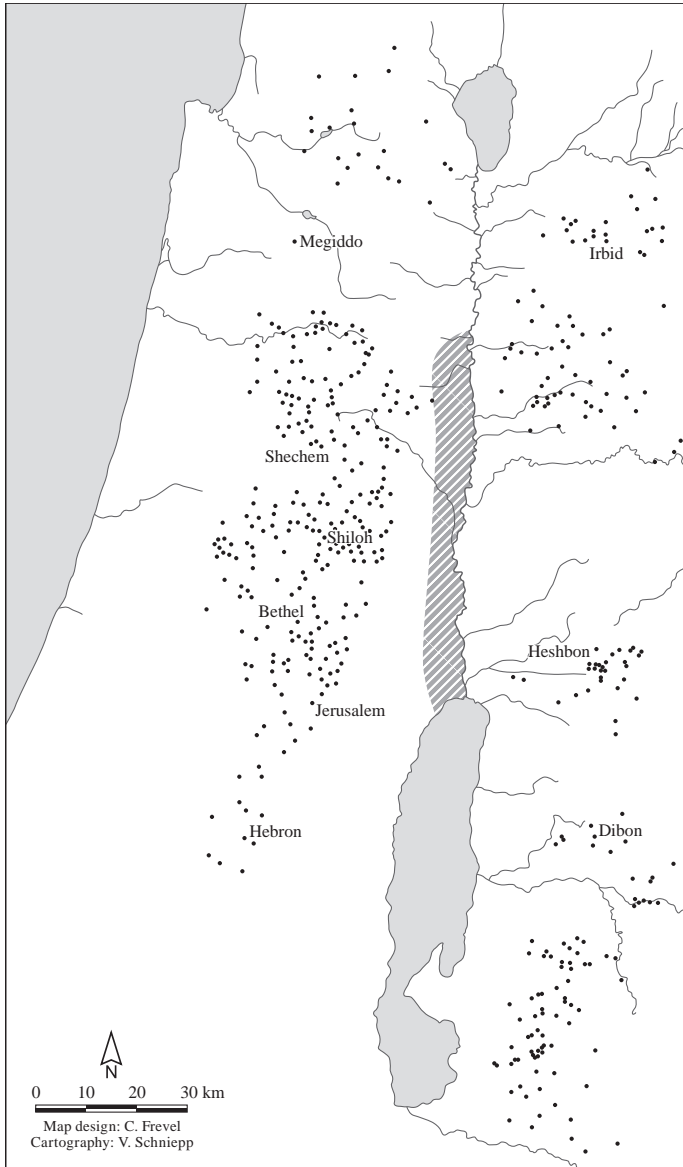 Megiddo
Irbid
Shechem
Shiloh
Bethel
Heshbon
Jerusalem
Hebron
Dibon
N
0 10 20 30 km
Map design: C. Frevel
Cartography: V. Schniepp